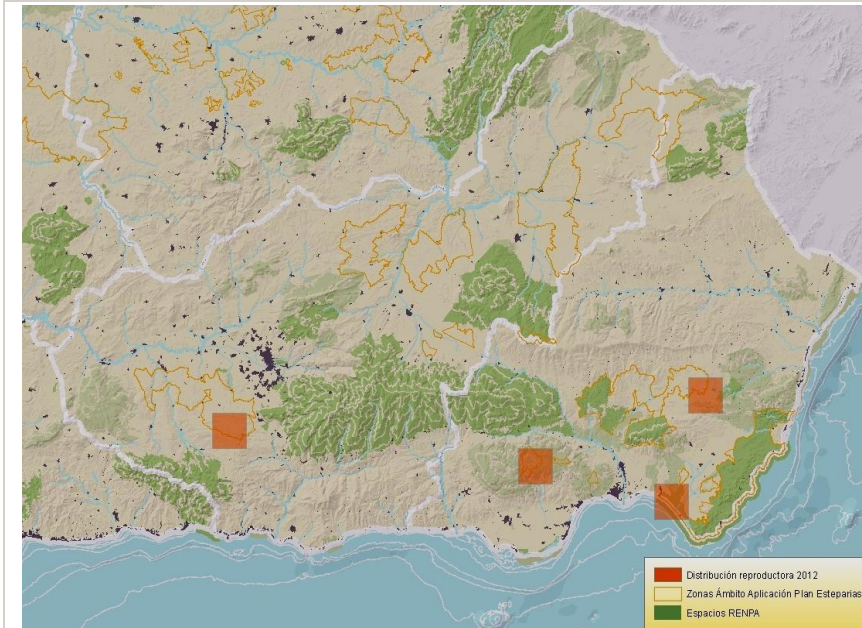 Distribución reproductora 2012
Zonas Ámbito Aplicación Plan Esteparias
Espacios RENPA